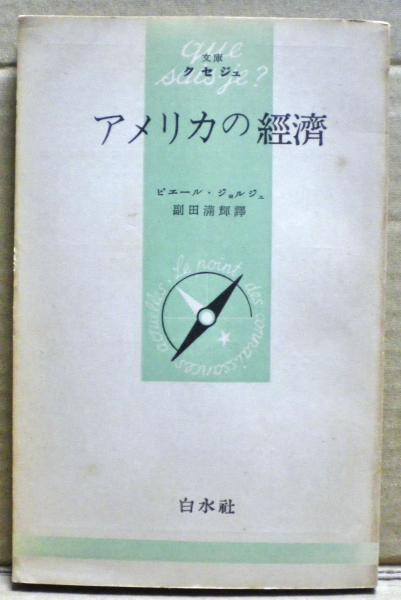 que
sais-je?
文庫
クセジュ
アメリカの經濟
ピエール・ジョルジュ
副田満輝譯
le point des connaissances actuelles
白水社